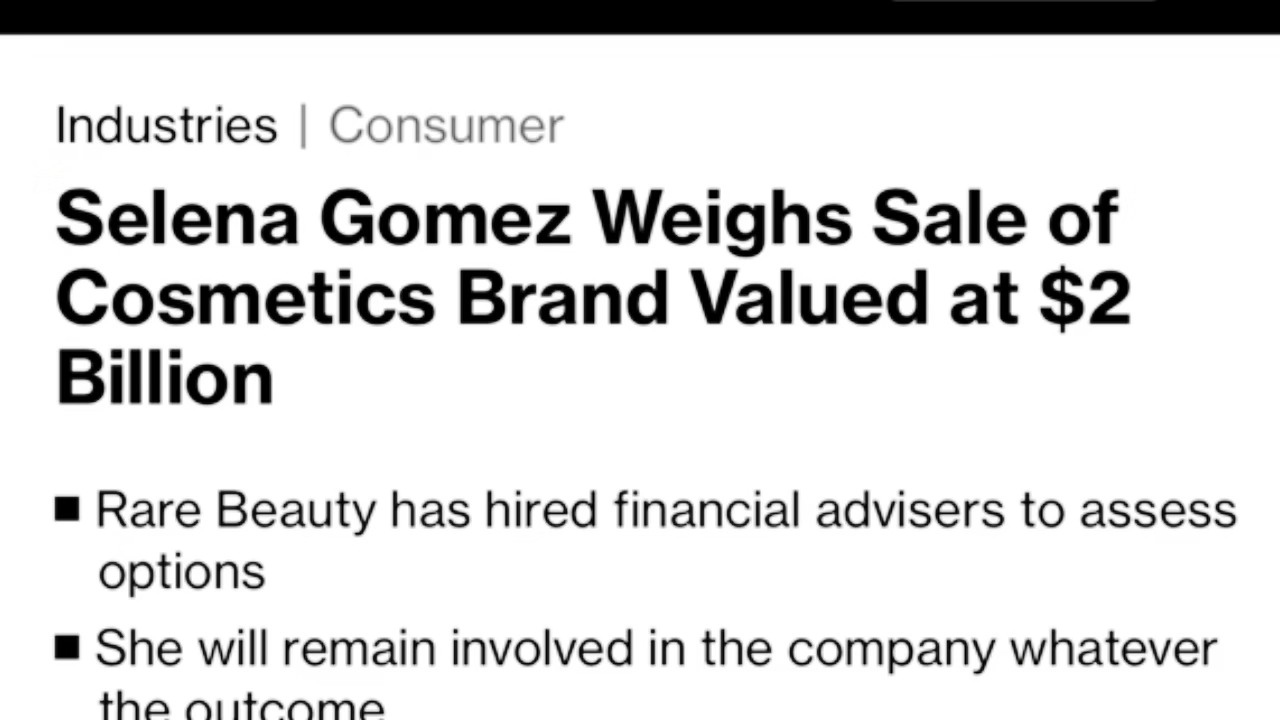 Industries | Consumer
Selena Gomez Weighs Sale of
Cosmetics Brand Valued at $2
Billion
■ Rare Beauty has hired financial advisers to assess
options
■ She will remain involved in the company whatever
the outcome